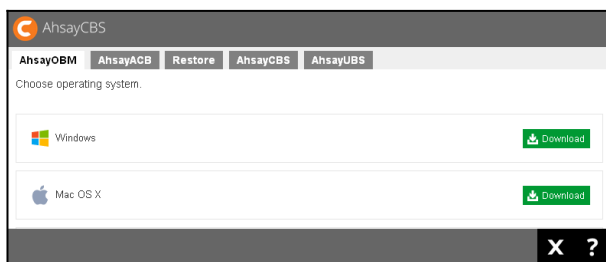 AhsayCBS
AhsayOBM AhsayACB Restore AhsayCBS AhsayUBS
Choose operating system.
Windows Download
Mac OS X Download
X ?